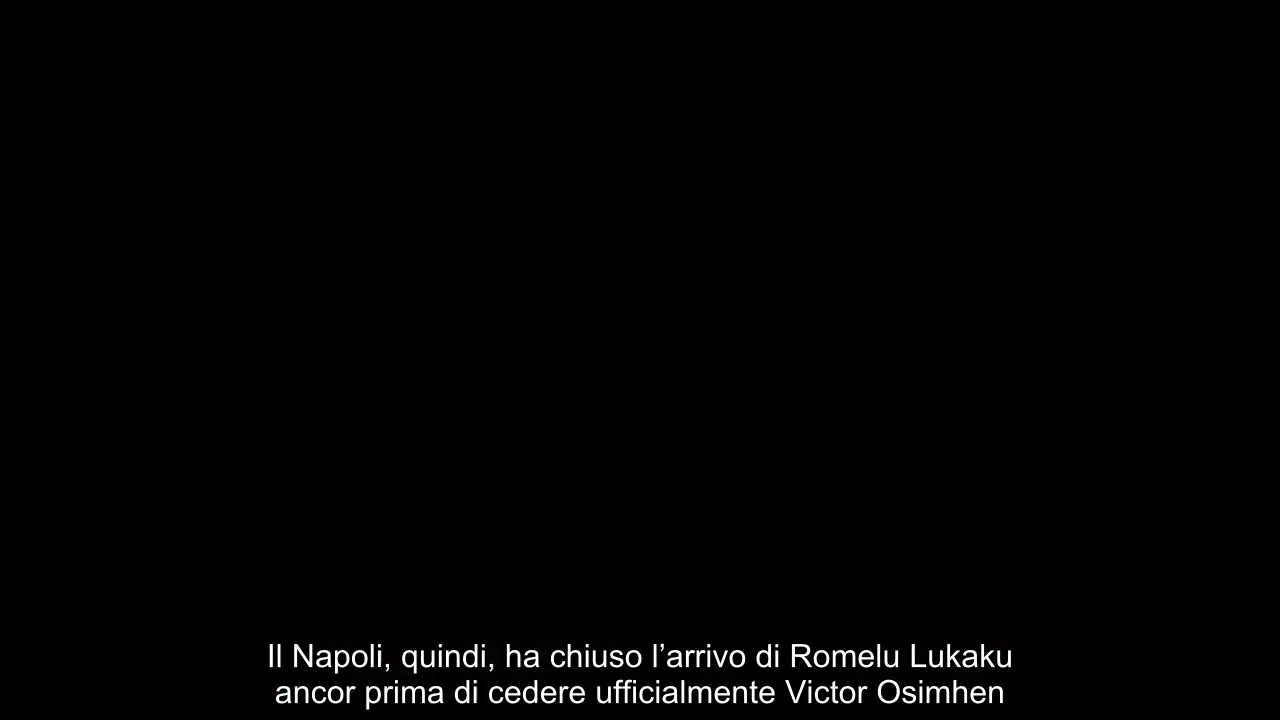 Il Napoli, quindi, ha chiuso l’arrivo di Romelu Lukaku
ancor prima di cedere ufficialmente Victor Osimhen